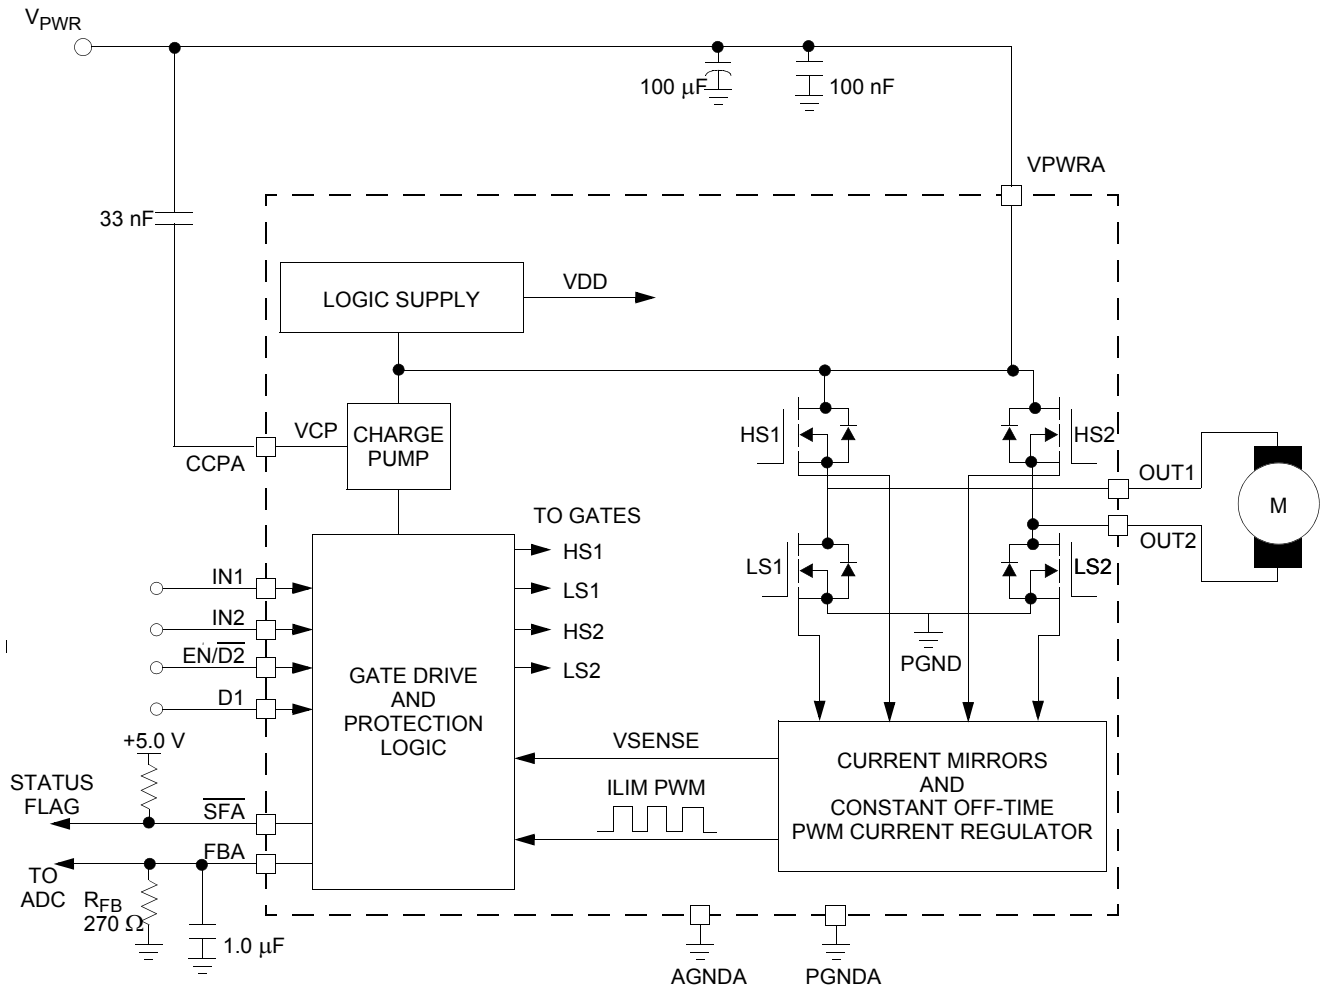 VPWR
100 μF
100 nF
VPWRA
33 nF
LOGIC SUPPLY
VDD
VCP
CHARGE
PUMP
CCPA
HS1
HS2
OUT1
M
OUT2
TO GATES
HS1
LS1
HS2
LS2
LS1
LS2
PGND
IN1
IN2
EN/D2
D1
GATE DRIVE
AND
PROTECTION
LOGIC
+5.0 V
STATUS
FLAG
SFA
FBA
TO
ADC
RFB
270 Ω
1.0 μF
VSENSE
ILIM PWM
CURRENT MIRRORS
AND
CONSTANT OFF-TIME
PWM CURRENT REGULATOR
AGNDA
PGNDA